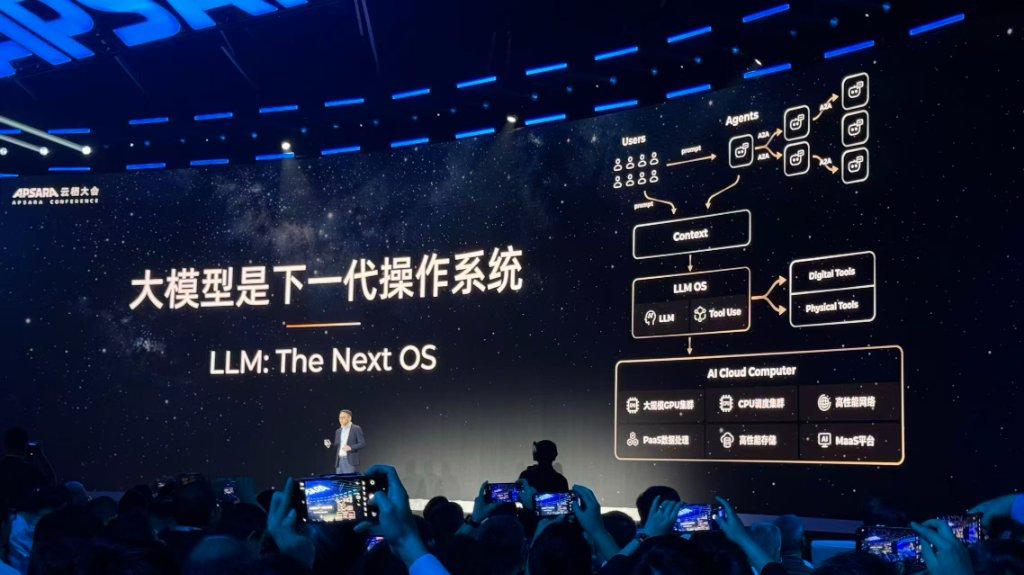 APSARA
APSARA 云栖大会
APSARA CONFERENCE
大模型是下一代操作系统
LLM: The Next OS
Users
Agents
prompt
prompt
A2A
A2A
A2A
A2A
Context
LLM OS
LLM
Tool Use
Digital Tools
Physical Tools
AI Cloud Computer
大规模GPU集群
CPU调度集群
高性能网络
PaaS数据处理
高性能存储
AI
MaaS平台